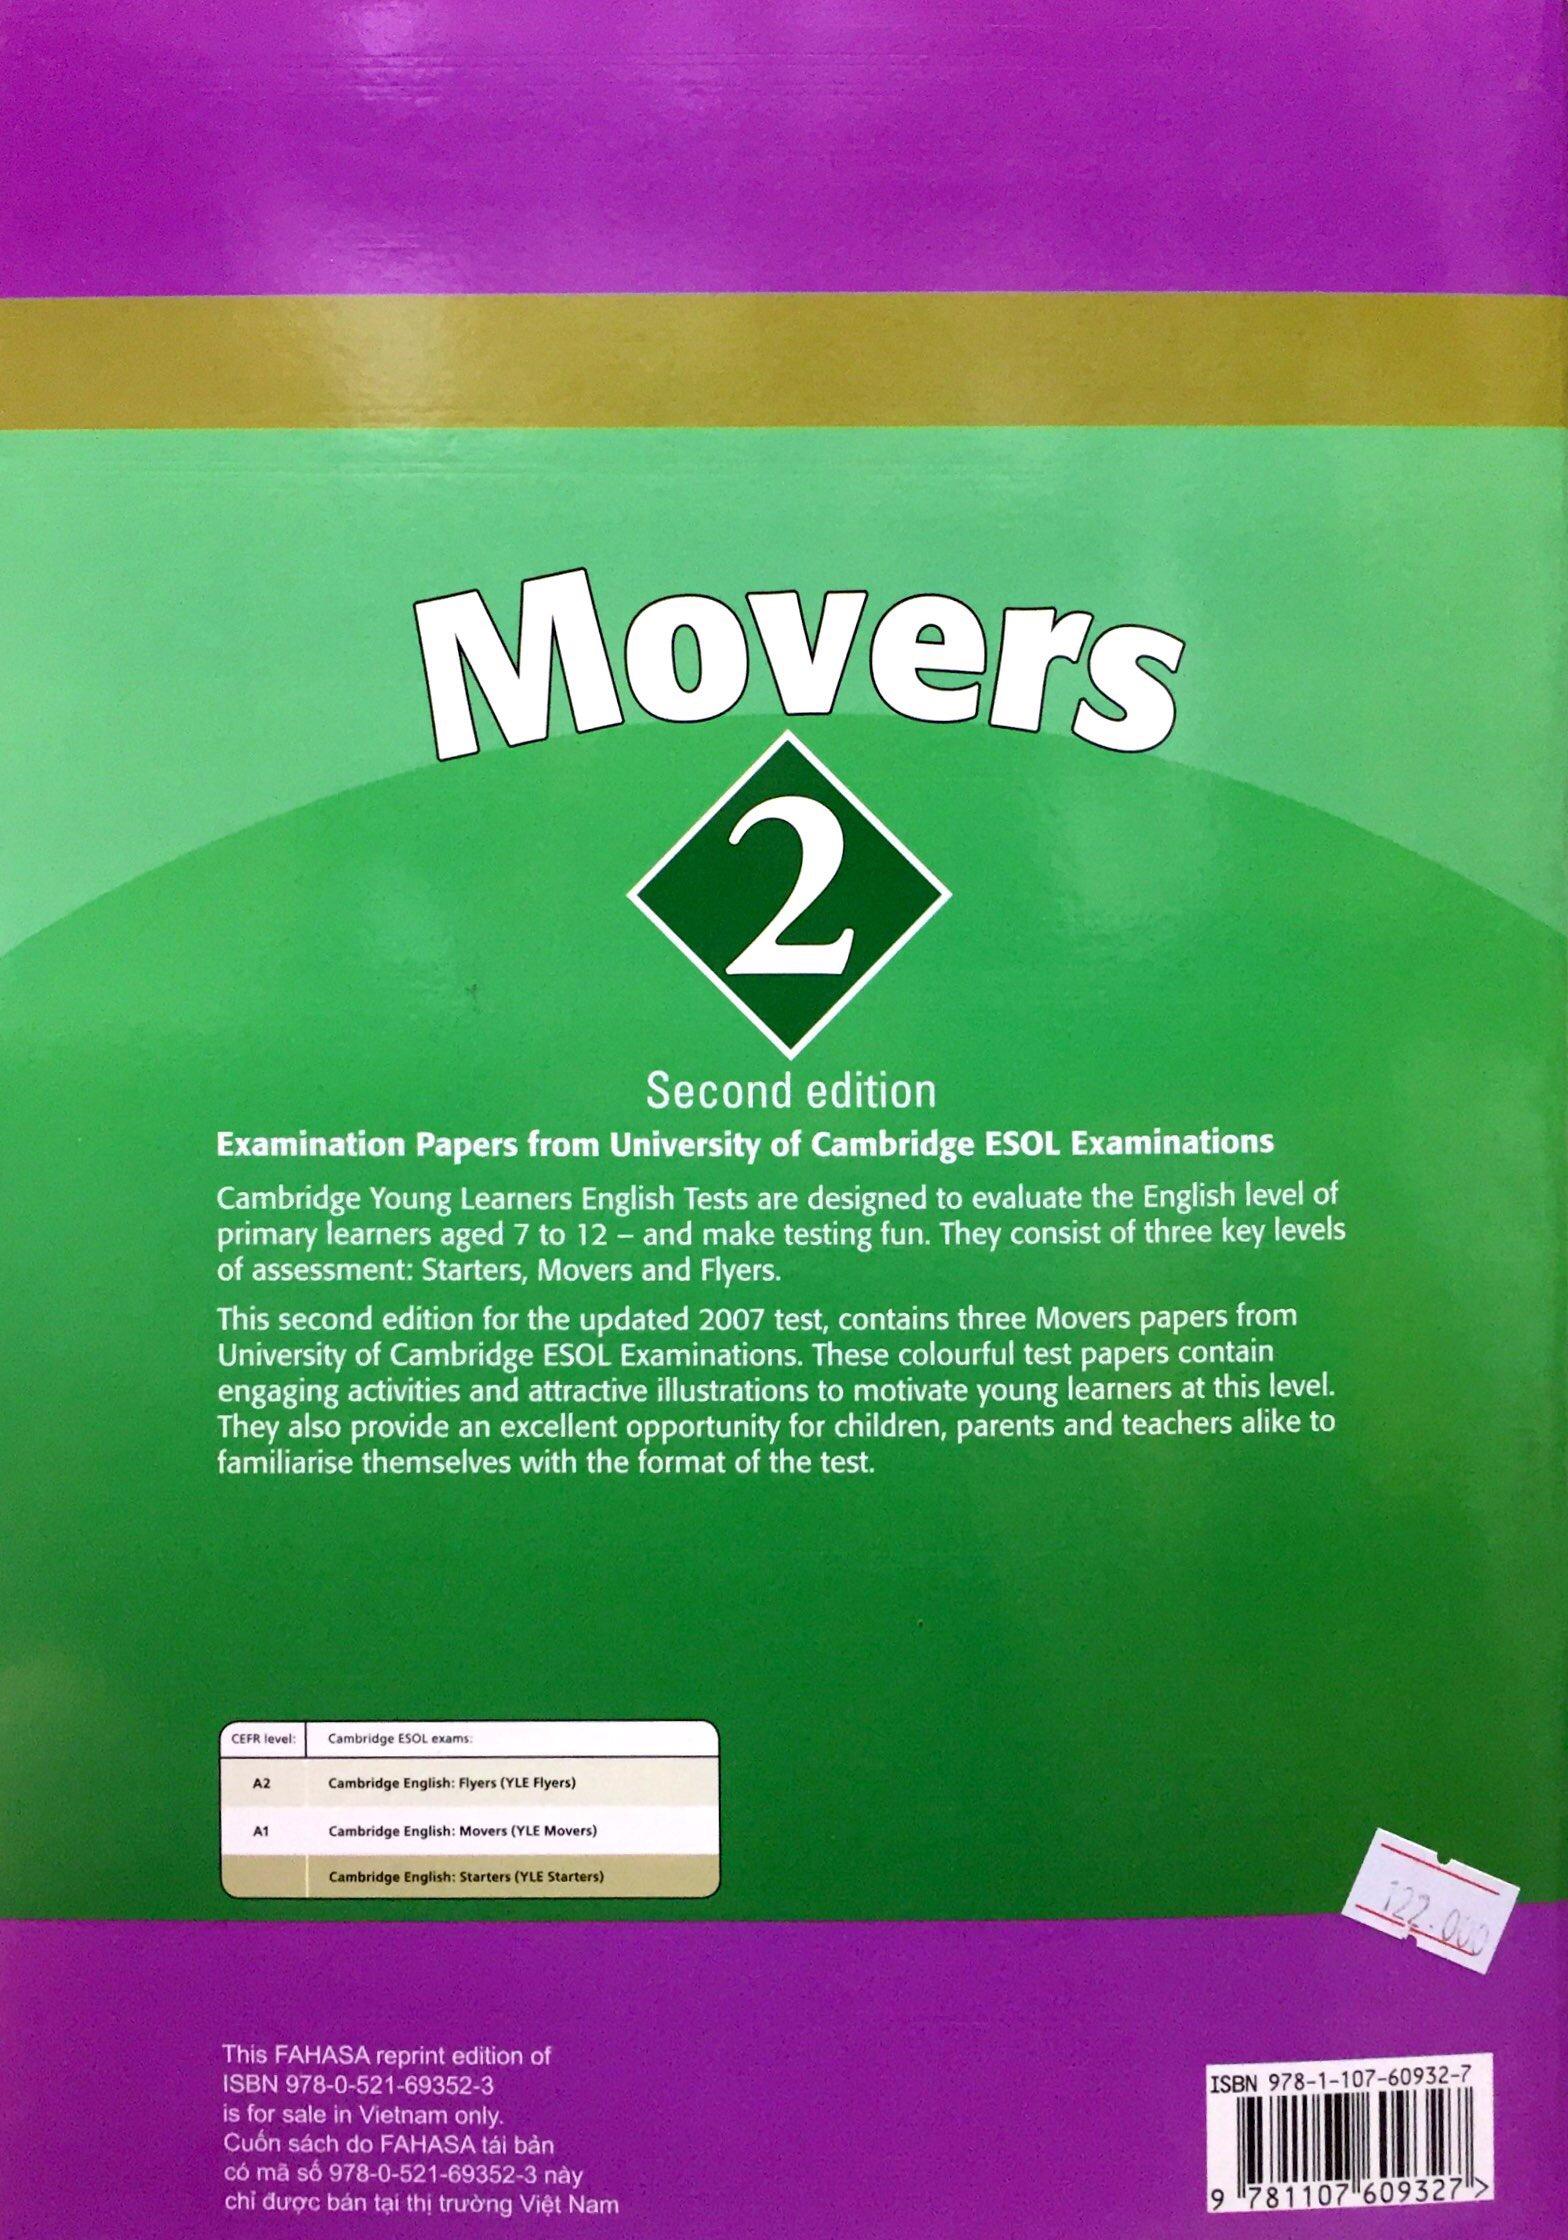 Movers
2
Second edition
Examination Papers from University of Cambridge ESOL Examinations
Cambridge Young Learners English Tests are designed to evaluate the English level of
primary learners aged 7 to 12 – and make testing fun. They consist of three key levels
of assessment: Starters, Movers and Flyers.
This second edition for the updated 2007 test, contains three Movers papers from
University of Cambridge ESOL Examinations. These colourful test papers contain
engaging activities and attractive illustrations to motivate young learners at this level.
They also provide an excellent opportunity for children, parents and teachers alike to
familiarise themselves with the format of the test.
CEFR level: Cambridge ESOL exams:
A2 Cambridge English: Flyers (YLE Flyers)
A1 Cambridge English: Movers (YLE Movers)
Cambridge English: Starters (YLE Starters)
122.000
This FAHASA reprint edition of
ISBN 978-0-521-69352-3
is for sale in Vietnam only.
Cuốn sách do FAHASA tái bản
có mã số 978-0-521-69352-3 này
chỉ được bán tại thị trường Việt Nam
ISBN 978-1-107-60932-7
9 781107 609327 >